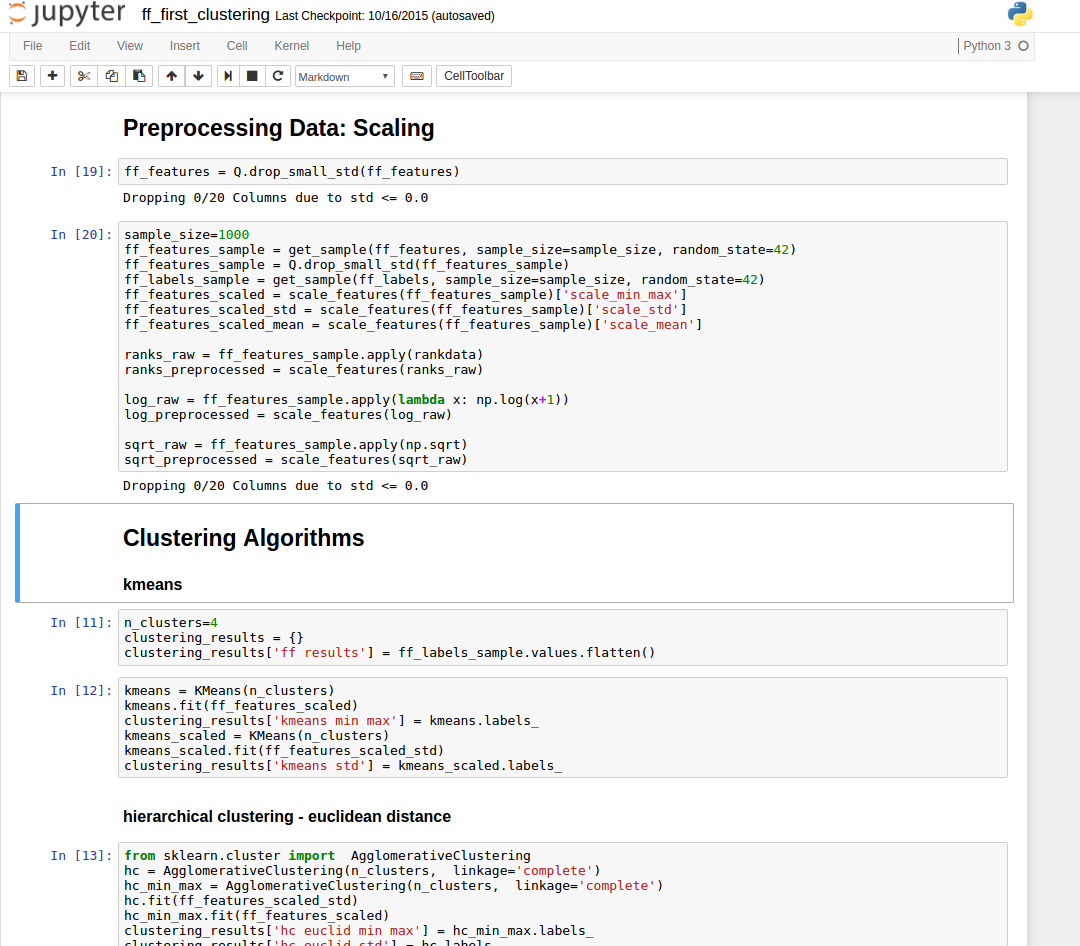 jupyter ff_first_clustering Last Checkpoint: 10/16/2015 (autosaved)
File Edit View Insert Cell Kernel Help Python 3
Markdown CellToolbar
Preprocessing Data: Scaling
In [19]: ff_features = Q.drop_small_std(ff_features)
Dropping 0/20 Columns due to std <= 0.0
In [20]: sample_size=1000
ff_features_sample = get_sample(ff_features, sample_size=sample_size, random_state=42)
ff_features_sample = Q.drop_small_std(ff_features_sample)
ff_labels_sample = get_sample(ff_labels, sample_size=sample_size, random_state=42)
ff_features_scaled = scale_features(ff_features_sample)['scale_min_max']
ff_features_scaled_std = scale_features(ff_features_sample)['scale_std']
ff_features_scaled_mean = scale_features(ff_features_sample)['scale_mean']
ranks_raw = ff_features_sample.apply(rankdata)
ranks_preprocessed = scale_features(ranks_raw)
log_raw = ff_features_sample.apply(lambda x: np.log(x+1))
log_preprocessed = scale_features(log_raw)
sqrt_raw = ff_features_sample.apply(np.sqrt)
sqrt_preprocessed = scale_features(sqrt_raw)
Dropping 0/20 Columns due to std <= 0.0
Clustering Algorithms
kmeans
In [11]: n_clusters=4
clustering_results = {}
clustering_results['ff results'] = ff_labels_sample.values.flatten()
In [12]: kmeans = KMeans(n_clusters)
kmeans.fit(ff_features_scaled)
clustering_results['kmeans min max'] = kmeans.labels_
kmeans_scaled = KMeans(n_clusters)
kmeans_scaled.fit(ff_features_scaled_std)
clustering_results['kmeans std'] = kmeans_scaled.labels_
hierarchical clustering - euclidean distance
In [13]: from sklearn.cluster import  AgglomerativeClustering
hc = AgglomerativeClustering(n_clusters,  linkage='complete')
hc_min_max = AgglomerativeClustering(n_clusters,  linkage='complete')
hc.fit(ff_features_scaled_std)
hc_min_max.fit(ff_features_scaled)
clustering_results['hc euclid min max'] = hc_min_max.labels_
clustering_results['hc euclid std'] = hc.labels_